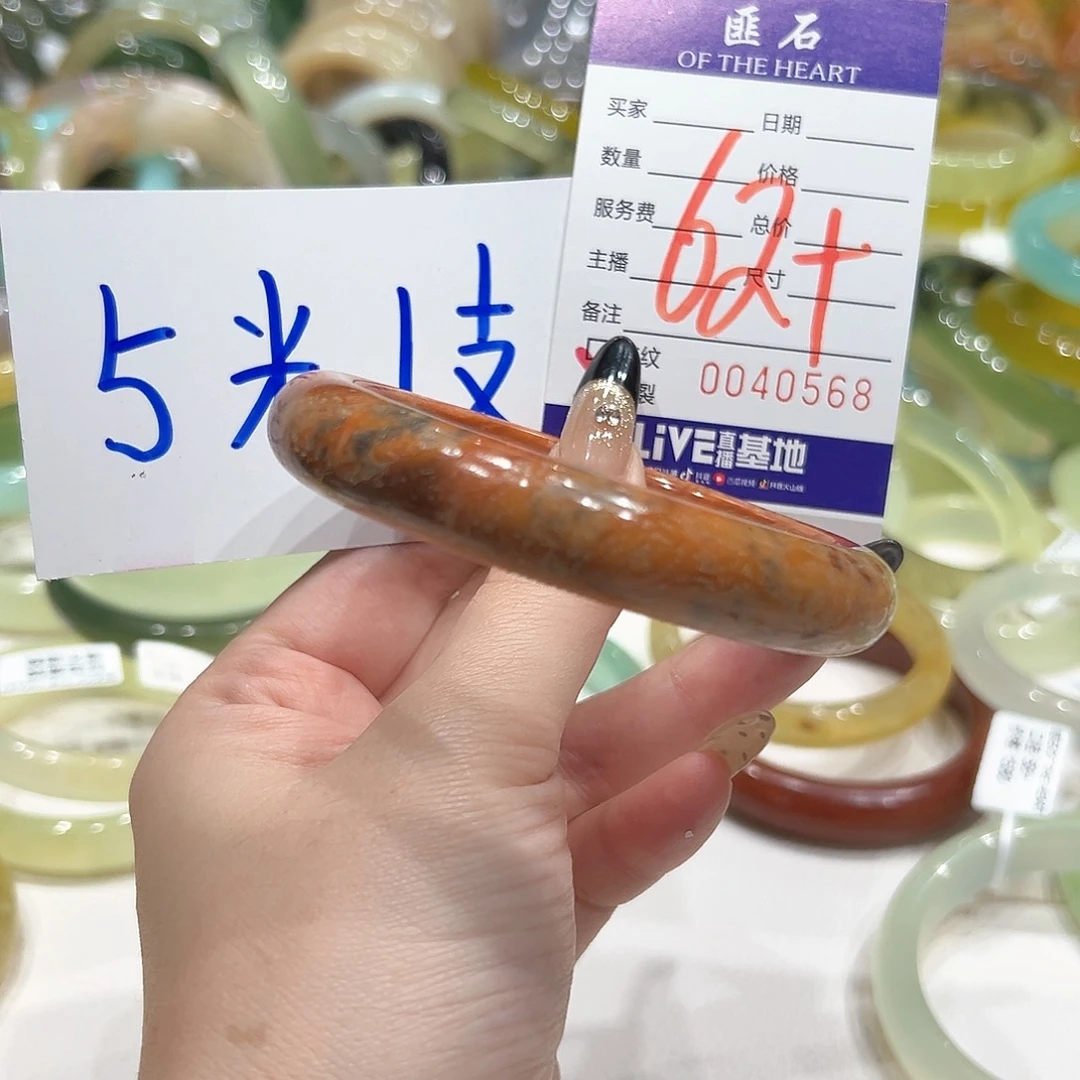 5米1支
匪石
OF THE HEART
买家 日期
数量 价格
服务费 总价
主播 尺寸
备注
62+
纹
裂
0040568
LiVE直播基地